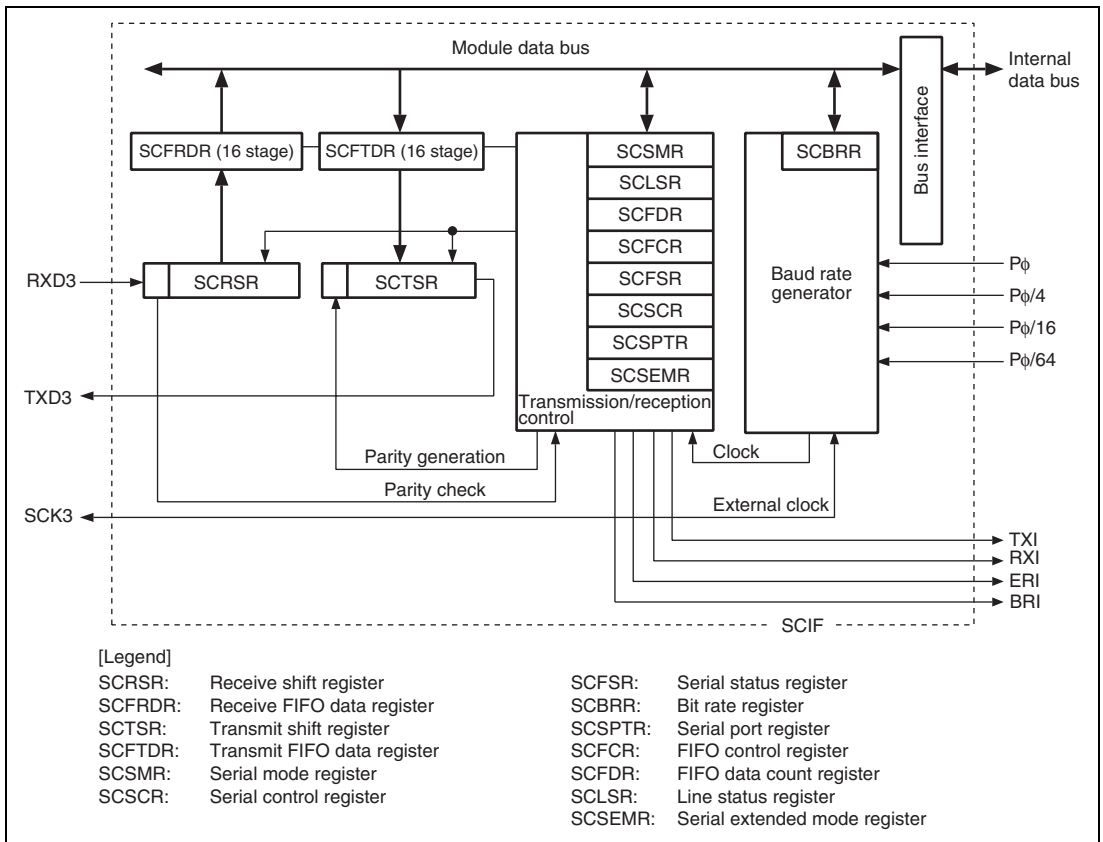 Module data bus
Internal
data bus
Bus interface
SCFRDR (16 stage)
SCFTDR (16 stage)
SCSMR
SCBRR
SCLSR
SCFDR
SCFCR
SCFSR
SCSCR
SCSPTR
SCSEMR
Transmission/reception
control
Baud rate
generator
RXD3
SCRSR
SCTSR
Pϕ
Pϕ/4
Pϕ/16
Pϕ/64
TXD3
Parity generation
Clock
Parity check
SCK3
External clock
TXI
RXI
ERI
BRI
SCIF
[Legend]
SCRSR: Receive shift register
SCFRDR: Receive FIFO data register
SCTSR: Transmit shift register
SCFTDR: Transmit FIFO data register
SCSMR: Serial mode register
SCSCR: Serial control register
SCFSR: Serial status register
SCBRR: Bit rate register
SCSPTR: Serial port register
SCFCR: FIFO control register
SCFDR: FIFO data count register
SCLSR: Line status register
SCSEMR: Serial extended mode register